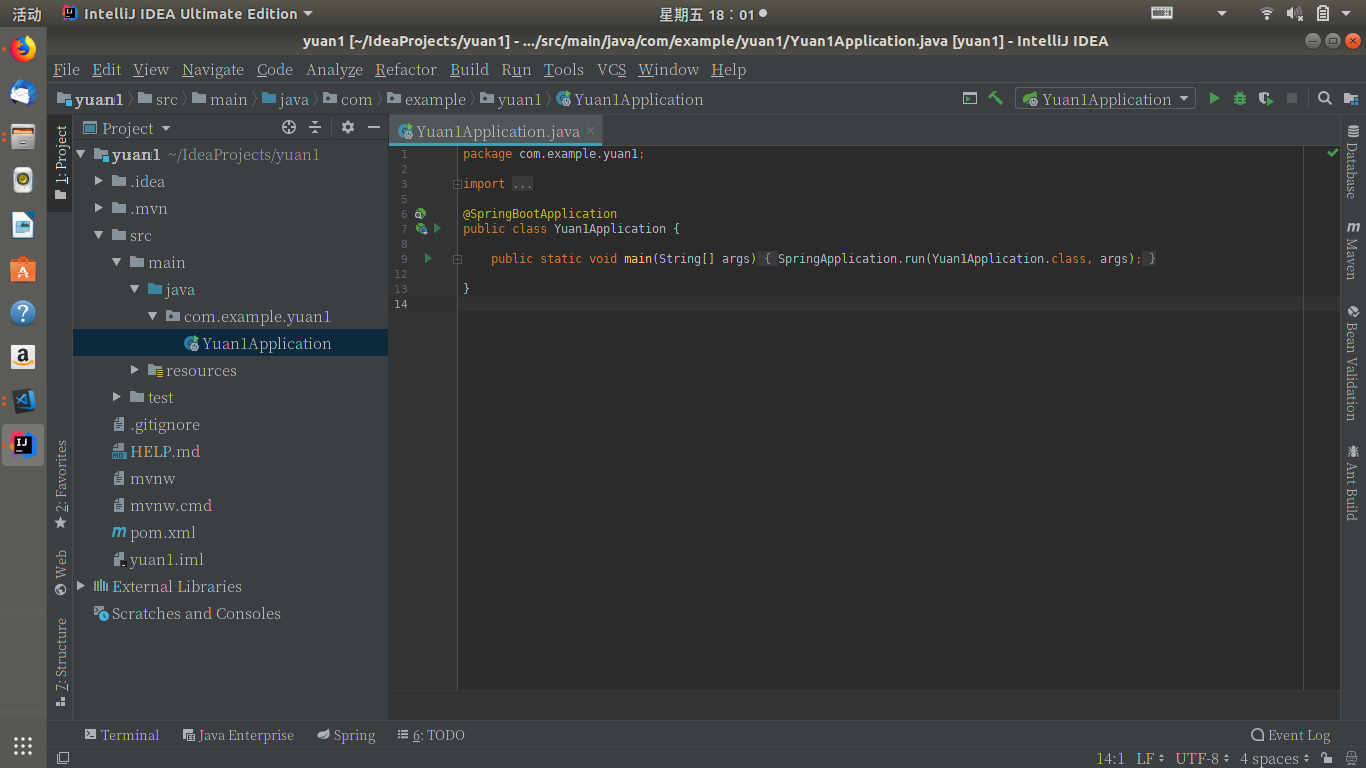 活动 IntelliJ IDEA Ultimate Edition 星期五 18：01
yuan1 [~/IdeaProjects/yuan1] - .../src/main/java/com/example/yuan1/Yuan1Application.java [yuan1] - IntelliJ IDEA
File Edit View Navigate Code Analyze Refactor Build Run Tools VCS Window Help
yuan1 src main java com example yuan1 Yuan1Application Yuan1Application
1: Project
2: Favorites
Web
7: Structure
Project
yuan1 ~/IdeaProjects/yuan1
.idea
.mvn
src
main
java
com.example.yuan1
Yuan1Application
resources
test
.gitignore
HELP.md
mvnw
mvnw.cmd
pom.xml
yuan1.iml
External Libraries
Scratches and Consoles
Yuan1Application.java
1 package com.example.yuan1;
2
3 import ...
5
6 @SpringBootApplication
7 public class Yuan1Application {
8
9 public static void main(String[] args) { SpringApplication.run(Yuan1Application.class, args); }
12
13 }
14
Database
Maven
Bean Validation
Ant Build
Terminal Java Enterprise Spring 6: TODO Event Log
14:1 LF UTF-8 4 spaces